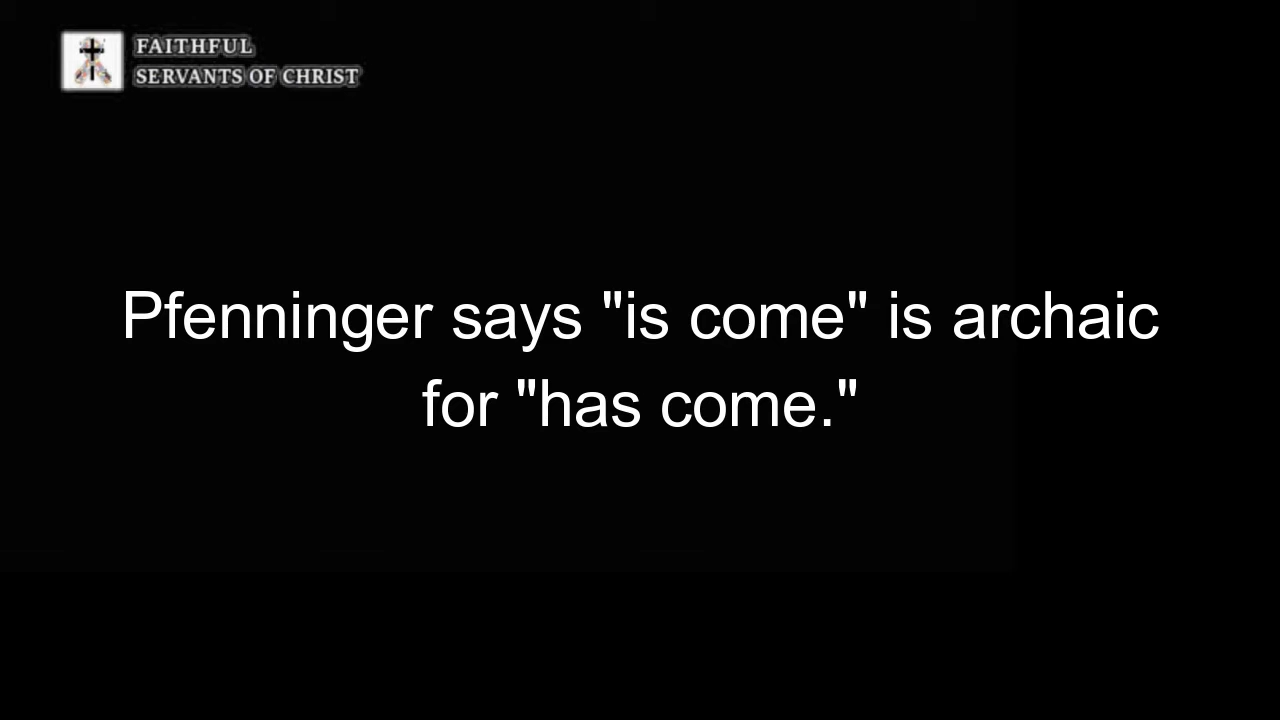 FAITHFUL
SERVANTS OF CHRIST
Pfenninger says "is come" is archaic
for "has come."